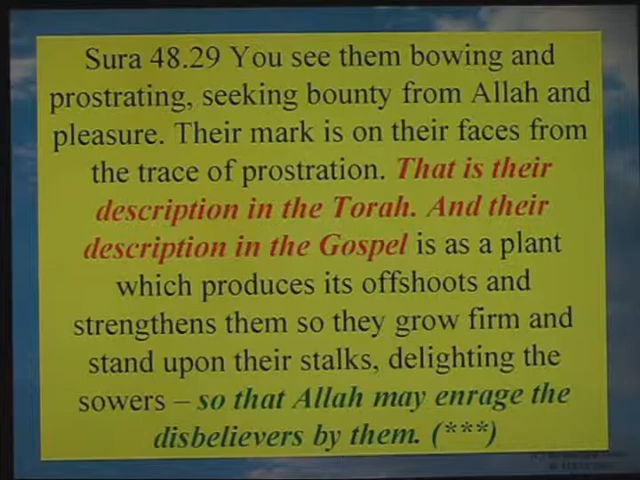 Sura 48.29 You see them bowing and
prostrating, seeking bounty from Allah and
pleasure. Their mark is on their faces from
the trace of prostration. That is their
description in the Torah. And their
description in the Gospel is as a plant
which produces its offshoots and
strengthens them so they grow firm and
stand upon their stalks, delighting the
sowers – so that Allah may enrage the
disbelievers by them. (***)